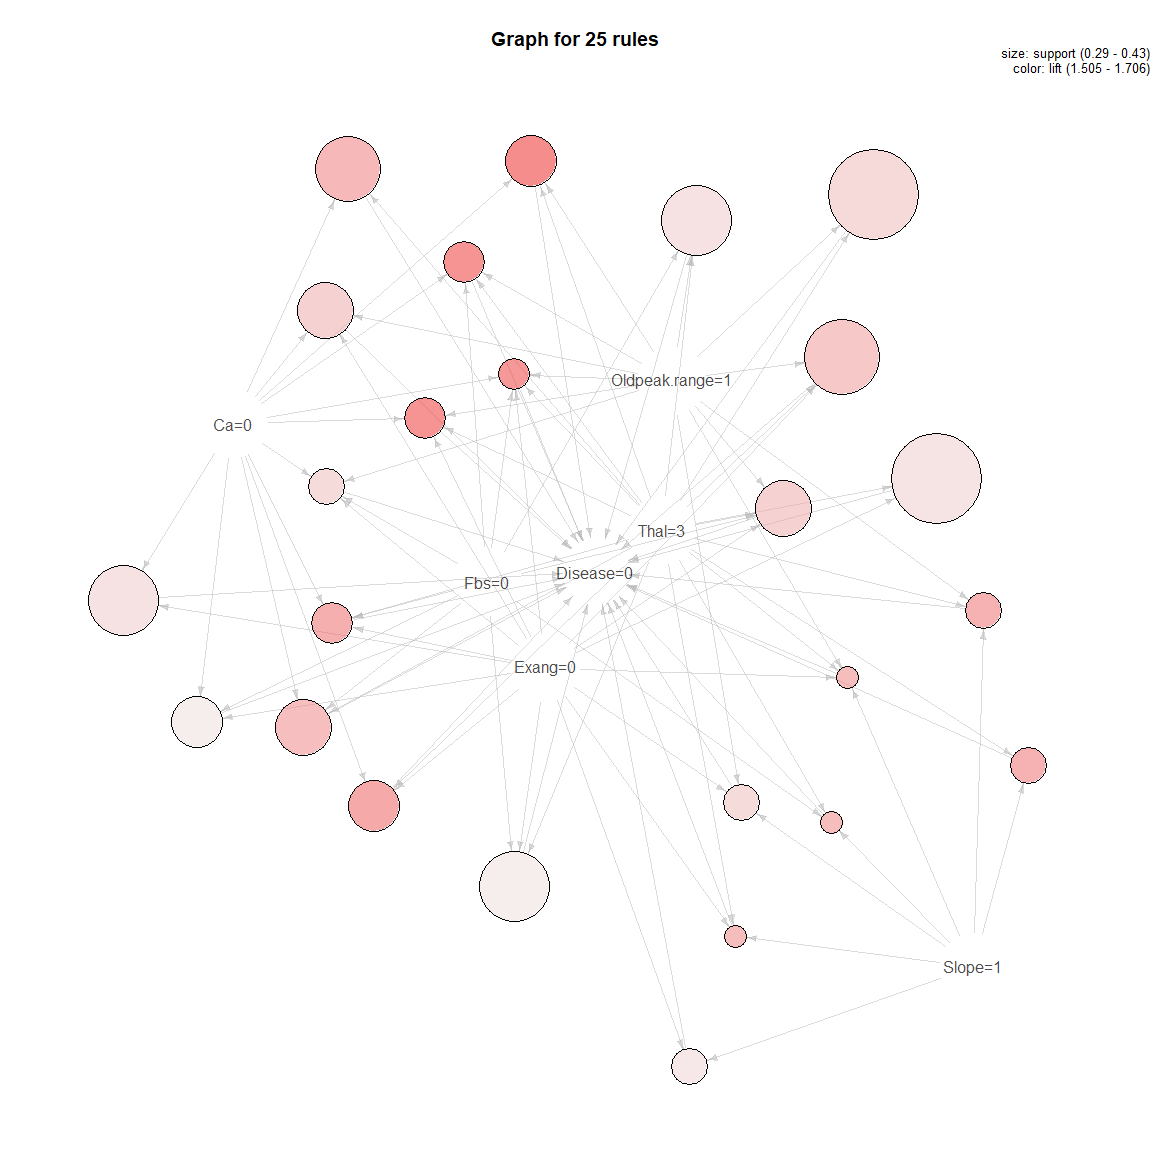 Graph for 25 rules
size: support (0.29 - 0.43)
color: lift (1.505 - 1.706)
Oldpeak.range=1
Ca=0
Thal=3
Disease=0
Fbs=0
Exang=0
Slope=1